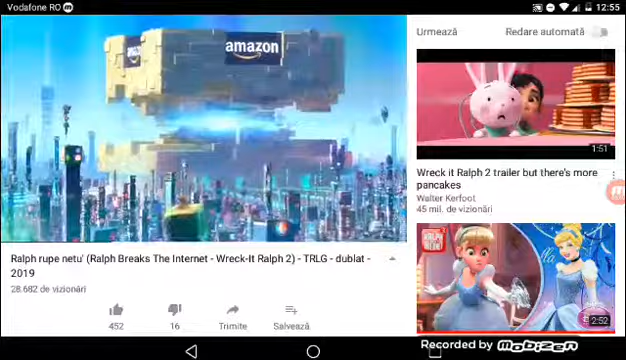 Vodafone RO
12:55
amazon
Urmează
Redare automată
1:51
Wreck it Ralph 2 trailer but there's more
pancakes
Walter Kerfoot
45 mil. de vizionări
Ralph rupe netu' (Ralph Breaks The Internet - Wreck-It Ralph 2) - TRLG - dublat -
2019
28.682 de vizionări
452
16
Trimite
Salvează
2:52
Recorded by
MOBIZEN